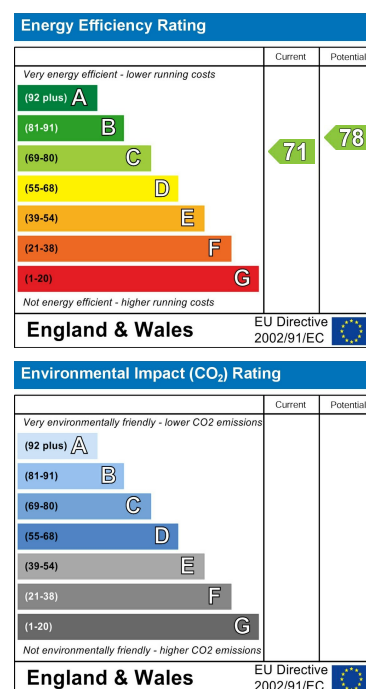 Energy Efficiency Rating
Current Potential
Very energy efficient - lower running costs
(92 plus) A
(81-91) B
(69-80) C
(55-68) D
(39-54) E
(21-38) F
(1-20) G
71 78
Not energy efficient - higher running costs
England & Wales
EU Directive
2002/91/EC
Environmental Impact (CO₂) Rating
Current Potential
Very environmentally friendly - lower CO2 emissions
(92 plus) A
(81-91) B
(69-80) C
(55-68) D
(39-54) E
(21-38) F
(1-20) G
Not environmentally friendly - higher CO2 emissions
England & Wales
EU Directive
2002/91/EC